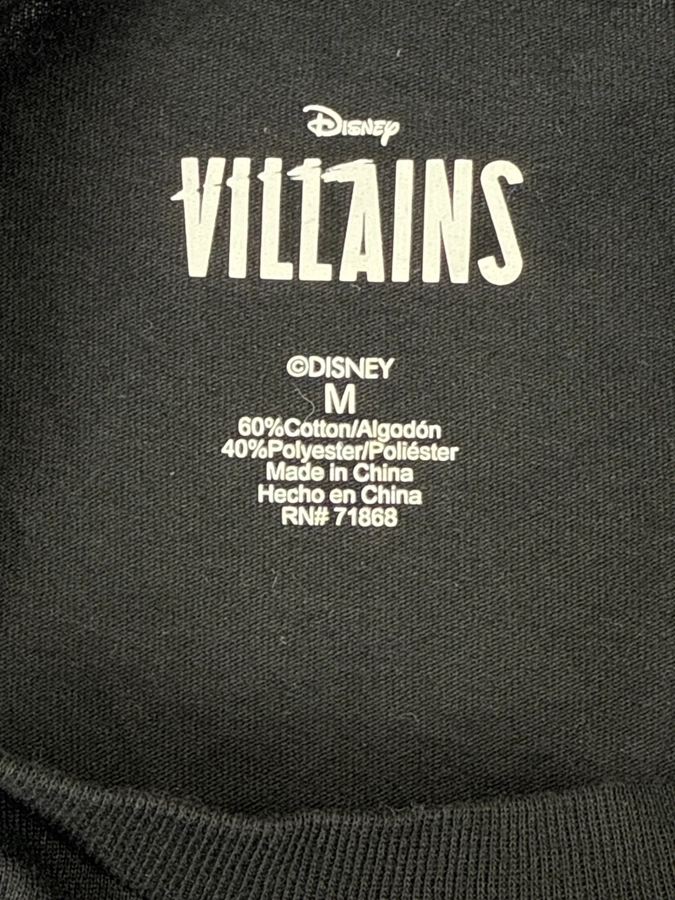 Disney
VILLAINS
©DISNEY
M
60%Cotton/Algodón
40%Polyester/Poliéster
Made in China
Hecho en China
RN# 71868